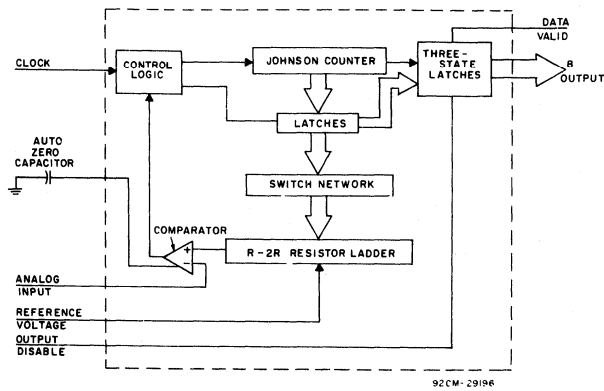 DATA
VALID
CLOCK
CONTROL
LOGIC
JOHNSON COUNTER
THREE-
STATE
LATCHES
8
OUTPUT
LATCHES
AUTO
ZERO
CAPACITOR
SWITCH NETWORK
COMPARATOR
+
-
R-2R RESISTOR LADDER
ANALOG
INPUT
REFERENCE
VOLTAGE
OUTPUT
DISABLE
92CM-29196